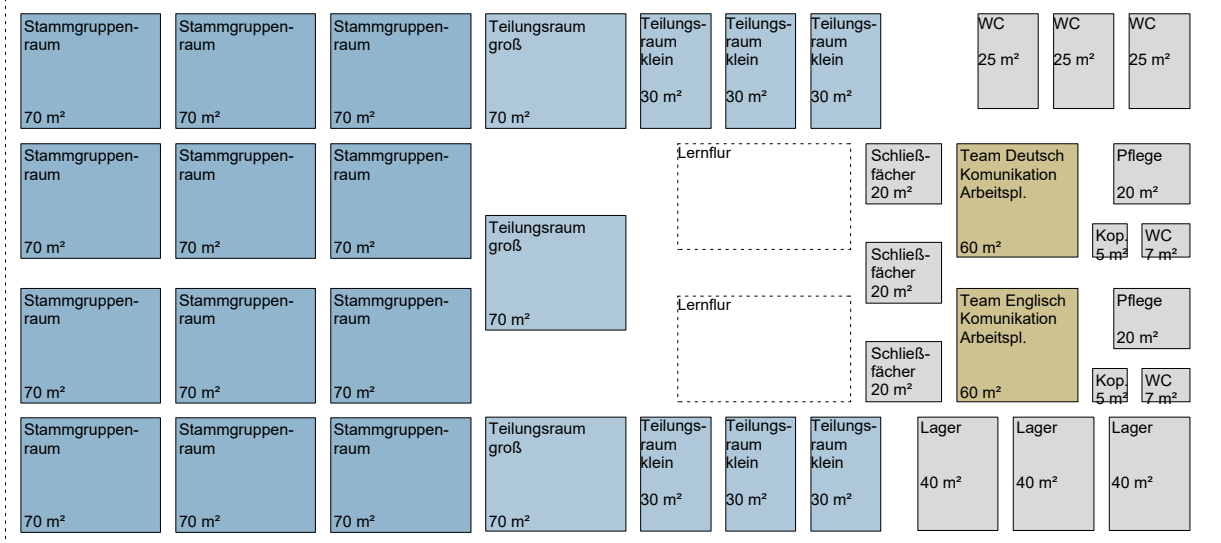 Stammgruppen-
raum
70 m²
Stammgruppen-
raum
70 m²
Stammgruppen-
raum
70 m²
Teilungsraum
groß
70 m²
Teilungs-
raum
klein
30 m²
Teilungs-
raum
klein
30 m²
Teilungs-
raum
klein
30 m²
WC
25 m²
WC
25 m²
WC
25 m²
Stammgruppen-
raum
70 m²
Stammgruppen-
raum
70 m²
Stammgruppen-
raum
70 m²
Teilungsraum
groß
70 m²
Lernflur
Schließ-
fächer
20 m²
Team Deutsch
Komunikation
Arbeitspl.
60 m²
Pflege
20 m²
Kop.
5 m²
WC
7 m²
Schließ-
fächer
20 m²
Stammgruppen-
raum
70 m²
Stammgruppen-
raum
70 m²
Stammgruppen-
raum
70 m²
Lernflur
Schließ-
fächer
20 m²
Team Englisch
Komunikation
Arbeitspl.
60 m²
Pflege
20 m²
Kop.
5 m²
WC
7 m²
Stammgruppen-
raum
70 m²
Stammgruppen-
raum
70 m²
Stammgruppen-
raum
70 m²
Teilungsraum
groß
70 m²
Teilungs-
raum
klein
30 m²
Teilungs-
raum
klein
30 m²
Teilungs-
raum
klein
30 m²
Lager
40 m²
Lager
40 m²
Lager
40 m²